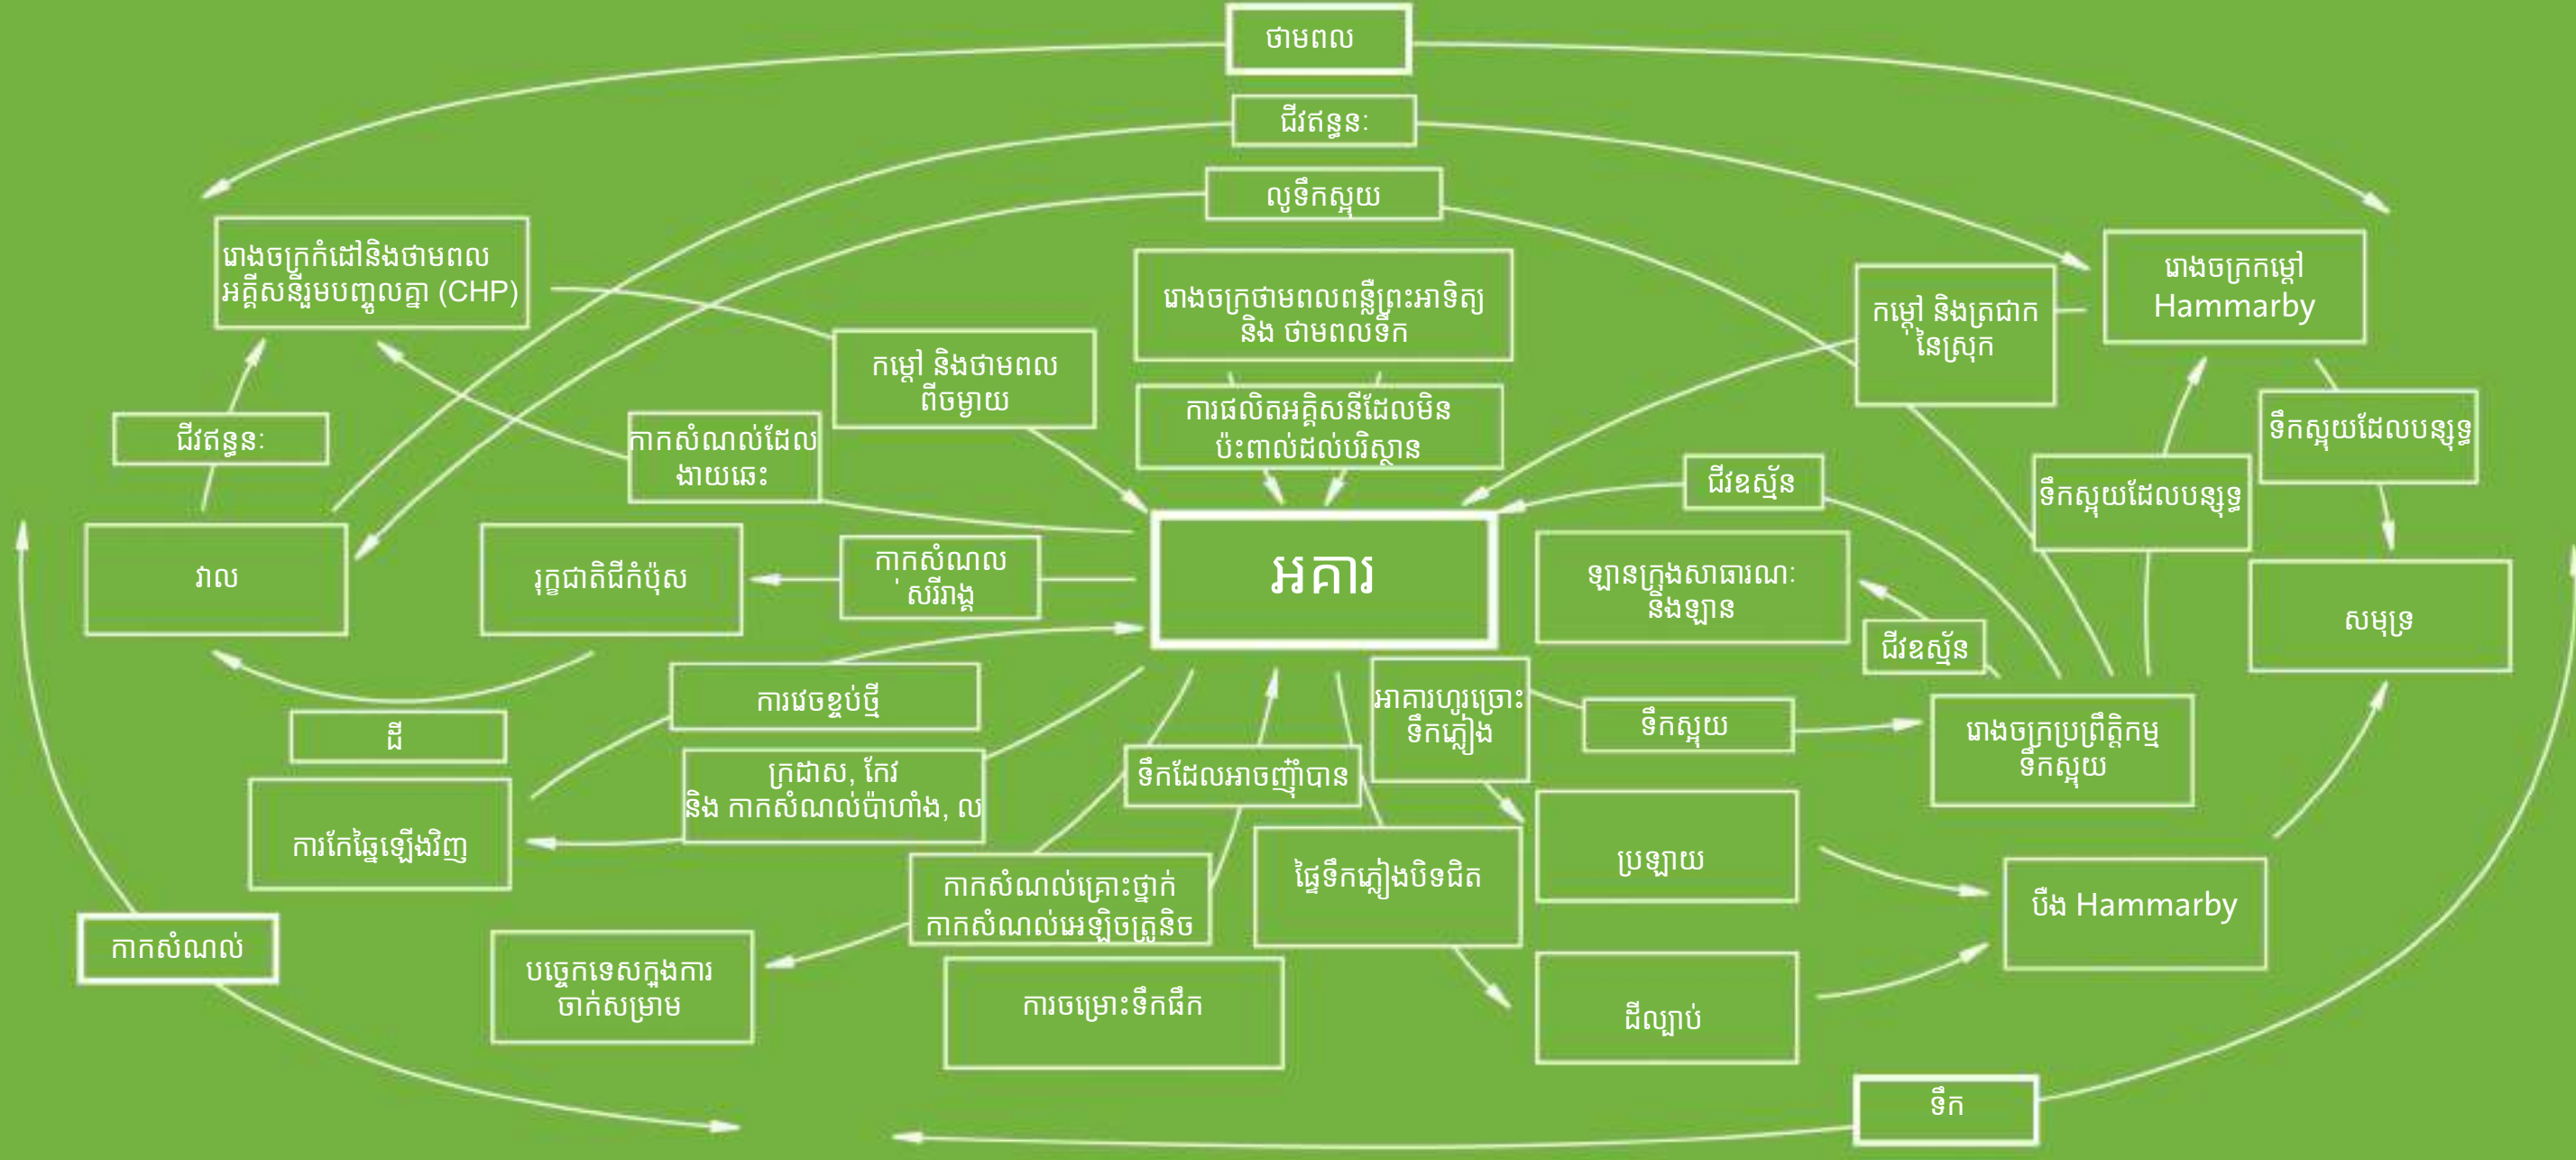 ថាមពល
ជីវឥន្ធនៈ
លូទឹកស្អុយ
រោងចក្រកំដៅនិងថាមពល
អគ្គីសនីរួមបញ្ចូលគ្នា (CHP)
រោងចក្រថាមពលពន្លឺព្រះអាទិត្យ
និង ថាមពលទឹក
កម្តៅ និងត្រជាក
នៃស្រុក
រោងចក្រកម្តៅ
Hammarby
កម្តៅ និងថាមពល
ពីចម្ងាយ
ការផលិតអគ្គិសនីដែលមិន
ប៉ះពាល់ដល់បរិស្ថាន
ជីវឥន្ធនៈ
កាកសំណល់ដែល
ងាយឆេះ
ជីវឧស្ម័ន
ទឹកស្អុយដែលបន្សុទ្ធ
ទឹកស្អុយដែលបន្សុទ្ធ
វាល
រុក្ខជាតិជីកំប៉ុស
កាកសំណល
់សរីរាង្គ
អគារ
ឡានក្រុងសាធារណៈ
និងឡាន
ជីវឧស្ម័ន
សមុទ្រ
ការវេចខ្ចប់ថ្មី
ដី
អាគារហូរច្រោះ
ទឹកភ្លៀង
ទឹកស្អុយ
រោងចក្រប្រព្រឹត្តិកម្ម
ទឹកស្អុយ
ក្រដាស, កែវ
និង កាកសំណល់ប៉ាហាំង, ល
ទឹកដែលអាចញ៉ាំបាន
ការកែឆ្នៃឡើងវិញ
កាកសំណល់គ្រោះថ្នាក់
កាកសំណល់អេឡិចត្រូនិច
ផ្ទៃទឹកភ្លៀងបិទជិត
ប្រឡាយ
បឹង Hammarby
កាកសំណល់
បច្ចេកទេសក្នុងការ
ចាក់សម្រាម
ការចម្រោះទឹកផឹក
ដីល្បាប់
ទឹក